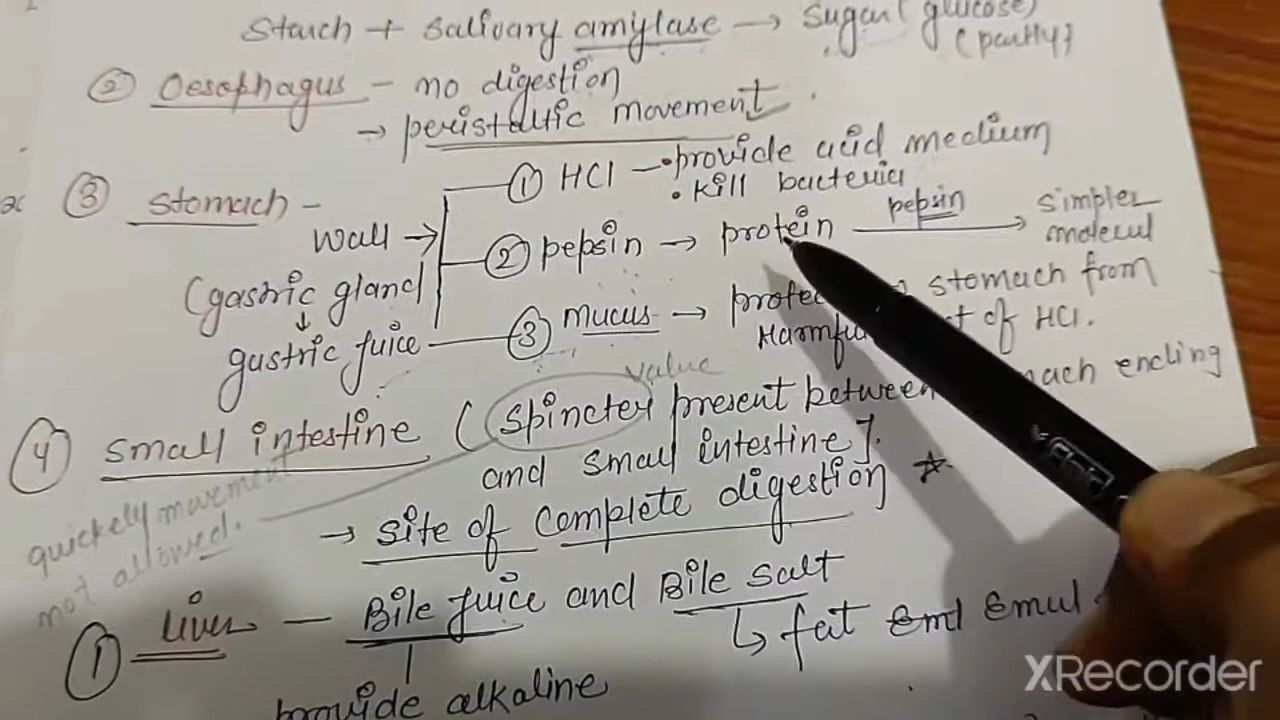 Starch + Salivary amylase → Sugar (glucose)
(partly)
② Oesophagus - no digestion
→ peristaltic movement
③ stomach -
① HCl - • provide acid medium
• Kill bacteria
wall →
② pepsin → protein pepsin → simpler
molecul
(gastric gland
↓
gastric juice
③ Mucus → stomach from
of HCl.
value
④ small intestine ( Spincter present between ending
and small intestine ].
quickely movement
not allowed.
→ site of complete digestion ☆
① liver — Bile juice and Bile salt
↳ fat emul
provide alkaline
XRecorder